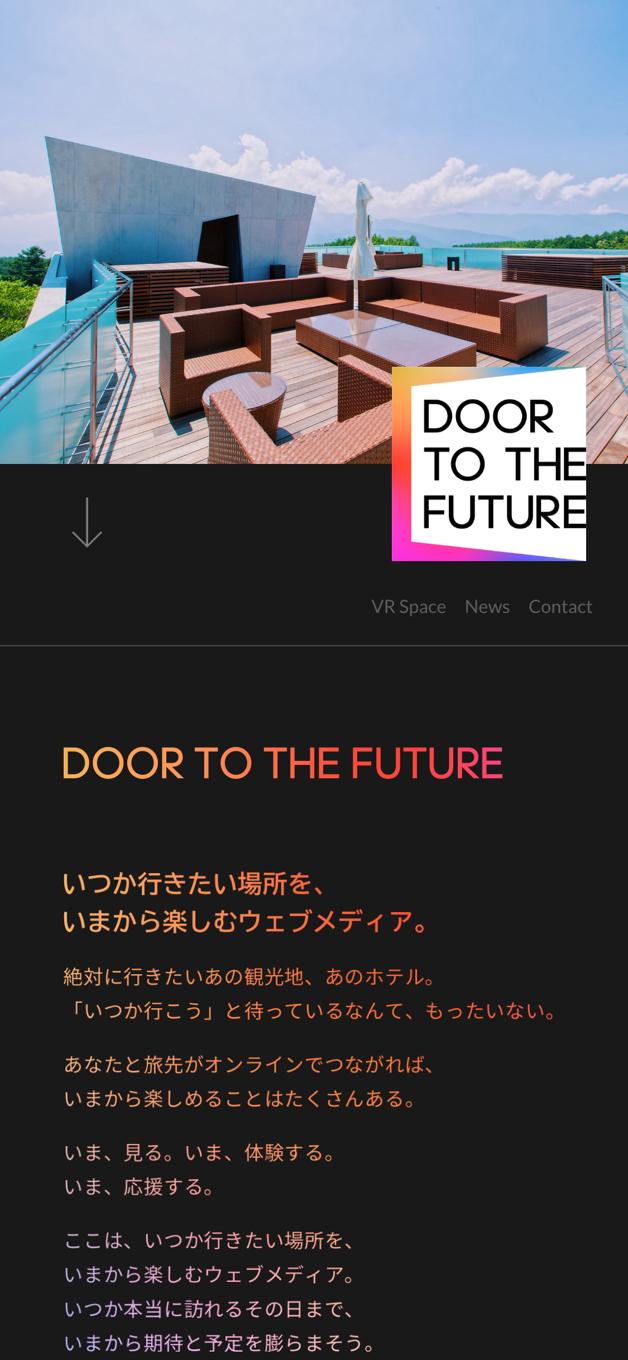 DOOR
TO THE
FUTURE
VR Space News Contact
DOOR TO THE FUTURE
いつか行きたい場所を、
いまから楽しむウェブメディア。
絶対に行きたいあの観光地、あのホテル。
「いつか行こう」と待っているなんて、もったいない。
あなたと旅先がオンラインでつながれば、
いまから楽しめることはたくさんある。
いま、見る。いま、体験する。
いま、応援する。
ここは、いつか行きたい場所を、
いまから楽しむウェブメディア。
いつか本当に訪れるその日まで、
いまから期待と予定を膨らまそう。